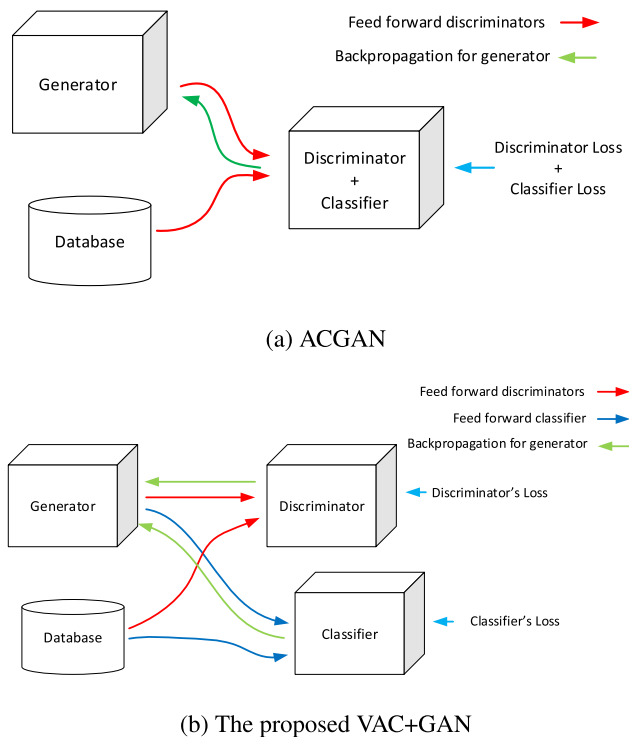 Feed forward discriminators
Backpropagation for generator
Generator
Discriminator
+
Classifier
Discriminator Loss
+
Classifier Loss
Database
(a) ACGAN
Feed forward discriminators
Feed forward classifier
Backpropagation for generator
Generator
Discriminator
Discriminator’s Loss
Database
Classifier
Classifier’s Loss
(b) The proposed VAC+GAN